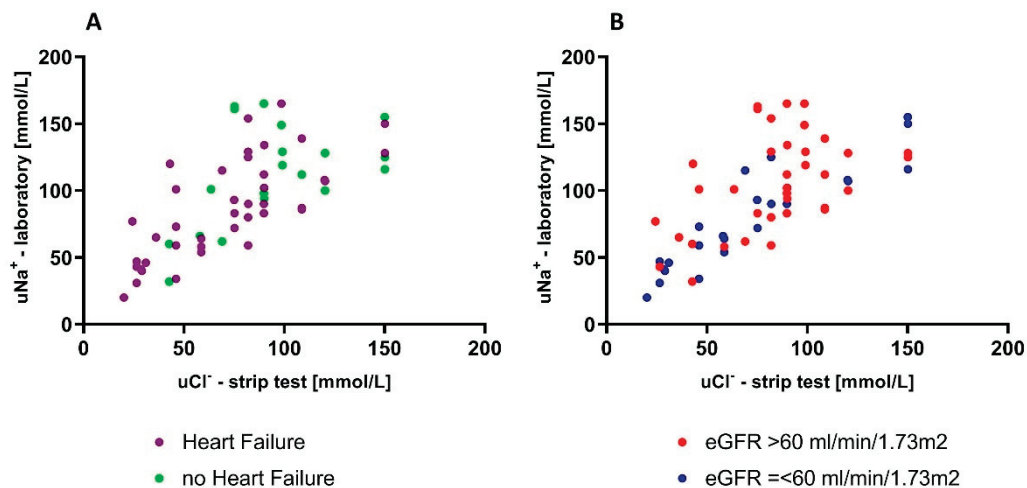 A
B
200
150
100
50
0
uNa⁺ - laboratory [mmol/L]
0 50 100 150 200
uCl⁻ - strip test [mmol/L]
200
150
100
50
0
uNa⁺ - laboratory [mmol/L]
0 50 100 150 200
uCl⁻ - strip test [mmol/L]
Heart Failure
no Heart Failure
eGFR >60 ml/min/1.73m2
eGFR =<60 ml/min/1.73m2